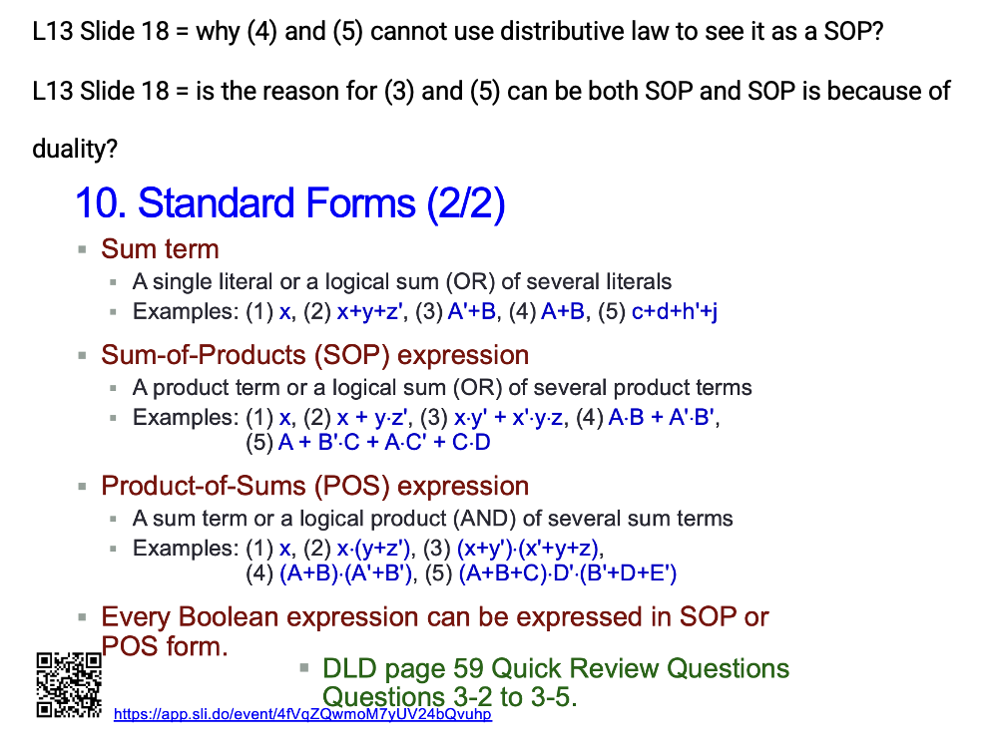 L13 Slide 18 = why (4) and (5) cannot use distributive law to see it as a SOP?
L13 Slide 18 = is the reason for (3) and (5) can be both SOP and SOP is because of
duality?
10. Standard Forms (2/2)
▪ Sum term
▪ A single literal or a logical sum (OR) of several literals
▪ Examples: (1) x, (2) x+y+z', (3) A'+B, (4) A+B, (5) c+d+h'+j
▪ Sum-of-Products (SOP) expression
▪ A product term or a logical sum (OR) of several product terms
▪ Examples: (1) x, (2) x + y·z', (3) x·y' + x'·y·z, (4) A·B + A'·B',
(5) A + B'·C + A·C' + C·D
▪ Product-of-Sums (POS) expression
▪ A sum term or a logical product (AND) of several sum terms
▪ Examples: (1) x, (2) x·(y+z'), (3) (x+y')·(x'+y+z),
(4) (A+B)·(A'+B'), (5) (A+B+C)·D'·(B'+D+E')
▪ Every Boolean expression can be expressed in SOP or
POS form.
▪ DLD page 59 Quick Review Questions
Questions 3-2 to 3-5.
https://app.sli.do/event/4fVqZQwmoM7yUV24bQvuhp